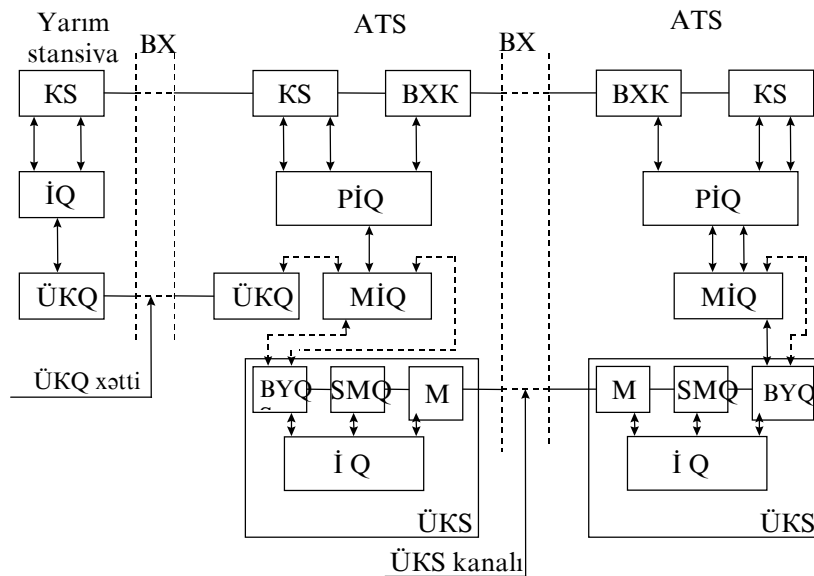 Yarım
stansiya
BX
ATS
BX
ATS
KS
KS
BXK
BXK
KS
İQ
PİQ
PİQ
ÜKQ
ÜKQ
MİQ
MİQ
ÜKQ xətti
BYQ
SMQ
M
M
SMQ
BYQ
İ Q
İ Q
ÜKS
ÜKS
ÜKS kanalı